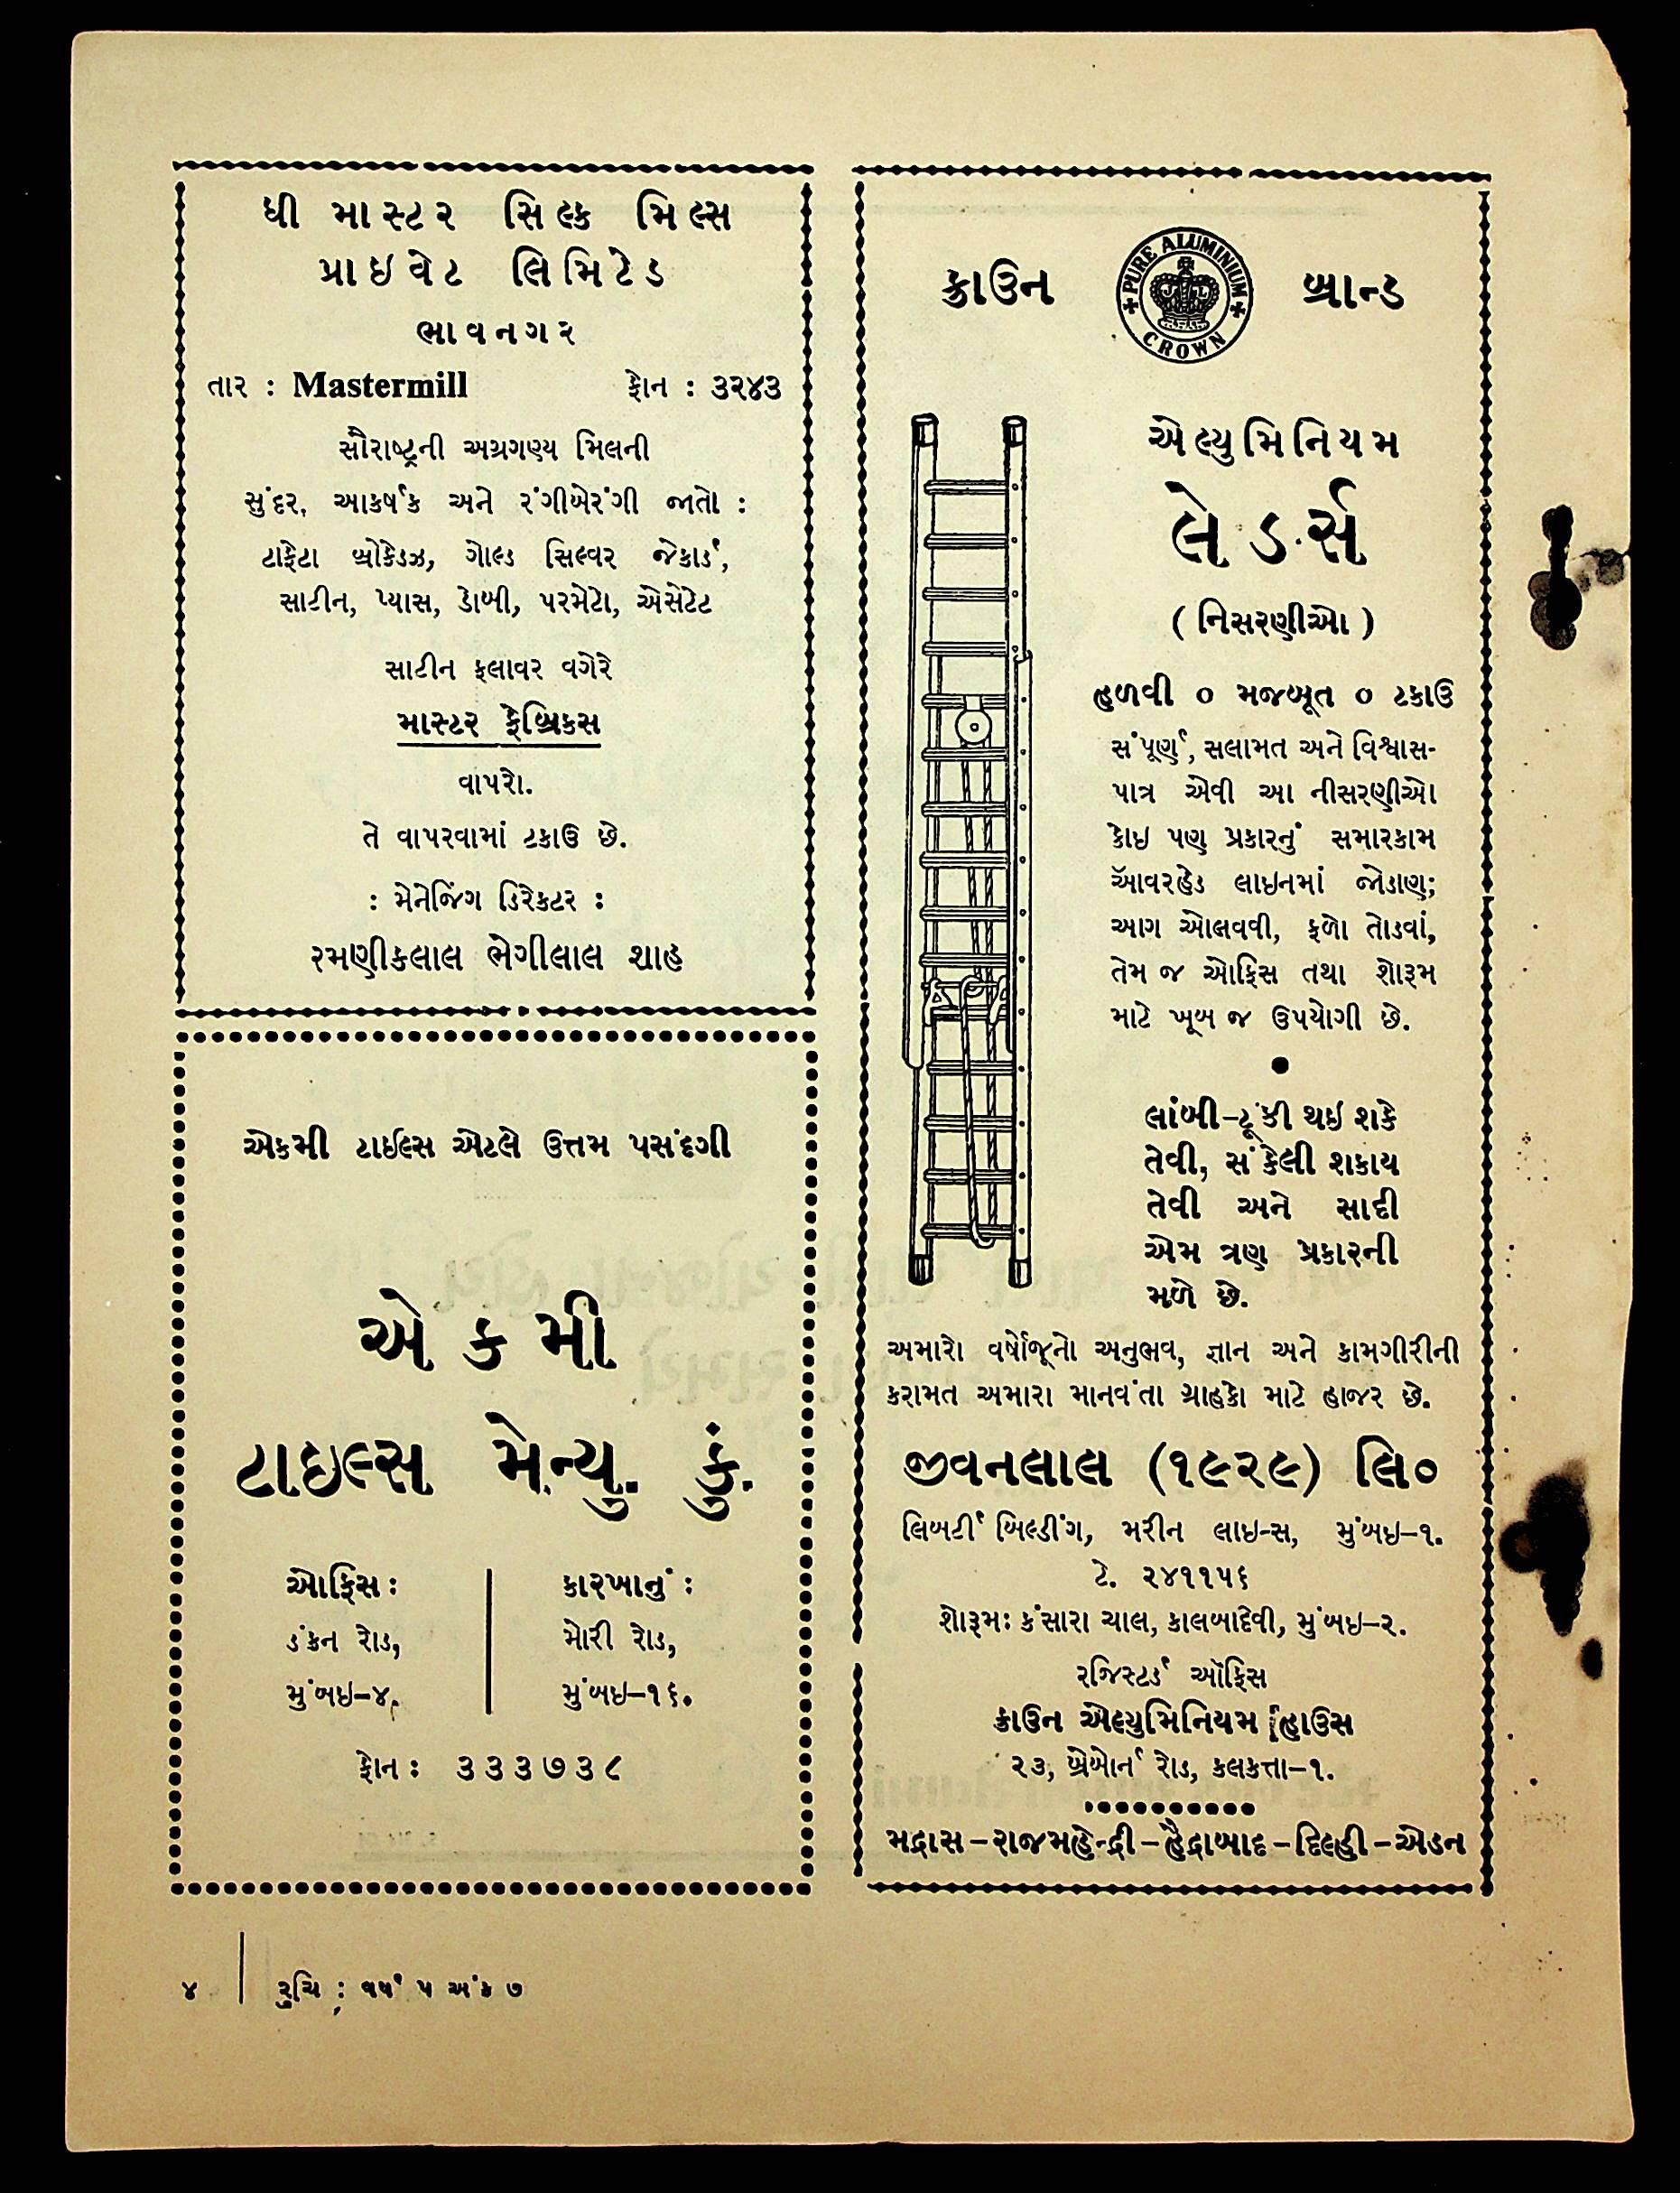 ધી માસ્ટર સિલ્ક મિલ્સ
પ્રાઇવેટ લિમિટેડ
ભાવનગર
તાર : Mastermill ફોન : ૩૨૪૩
સૌરાષ્ટ્રની અગ્રગણ્ય મિલની
સુંદર, આકર્ષક અને રંગીબેરંગી જાતો :
ટાફેટા બ્રોકેડઝ, ગોલ્ડ સિલ્વર જેકાર્ડ,
સાટીન, પ્યાસ, ડોબી, પરમેટો, એસેટેટ
સાટીન ફ્લાવર વગેરે
માસ્ટર ફેબ્રિક્સ
વાપરો.
તે વાપરવામાં ટકાઉ છે.
: મેનેજિંગ ડિરેક્ટર :
રમણીકલાલ ભેગીલાલ શાહ
એકમી ટાઈલ્સ એટલે ઉત્તમ પસંદગી
એકમી
ટાઇલ્સ મેન્યુ. કું.
ઓફિસ :
ડંકન રોડ,
મુંબઇ–૪,
કારખાનું :
મોરી રોડ,
મુંબઇ–૧૬.
ફોન : ૩૩૩૭૩૮
ક્રાઉન PURE ALUMINIUM CROWN બ્રાન્ડ
એલ્યુમિનિયમ
લેડર્સ
( નિસરણીઓ )
હળવી ૦ મજબૂત ૦ ટકાઉ
સંપૂર્ણ, સલામત અને વિશ્વાસ-
પાત્ર એવી આ નીસરણીઓ
કોઇ પણ પ્રકારનું સમારકામ
ઑવરહેડ લાઇનમાં જોડાણ;
આગ ઓલવવી, ફળો તોડવાં,
તેમ જ ઓફિસ તથા શોરૂમ
માટે ખૂબ જ ઉપયોગી છે.
લાંબી-ટૂંકી થઇ શકે
તેવી, સંકેલી શકાય
તેવી અને સાદી
એમ ત્રણ પ્રકારની
મળે છે.
અમારો વર્ષોજૂનો અનુભવ, જ્ઞાન અને કામગીરીની
કરામત અમારા માનવંતા ગ્રાહકો માટે હાજર છે.
જીવનલાલ (૧૯૨૯) લિ૦
લિબર્ટી બિલ્ડીંગ, મરીન લાઇન્સ, મુંબઇ–૧.
ટે. ૨૪૧૧૫૬
શોરૂમ: કંસારા ચાલ, કાલબાદેવી, મુંબઇ–૨.
રજિસ્ટર્ડ ઑફિસ
ક્રાઉન એલ્યુમિનિયમ હાઉસ
૨૩, બ્રેબોર્ન રોડ, કલકત્તા–૧.
મદ્રાસ – રાજમહેન્દ્રી – હૈદ્રાબાદ – દિલ્હી – એડન
૪ રુચિ : વર્ષ ૫ અંક ૭